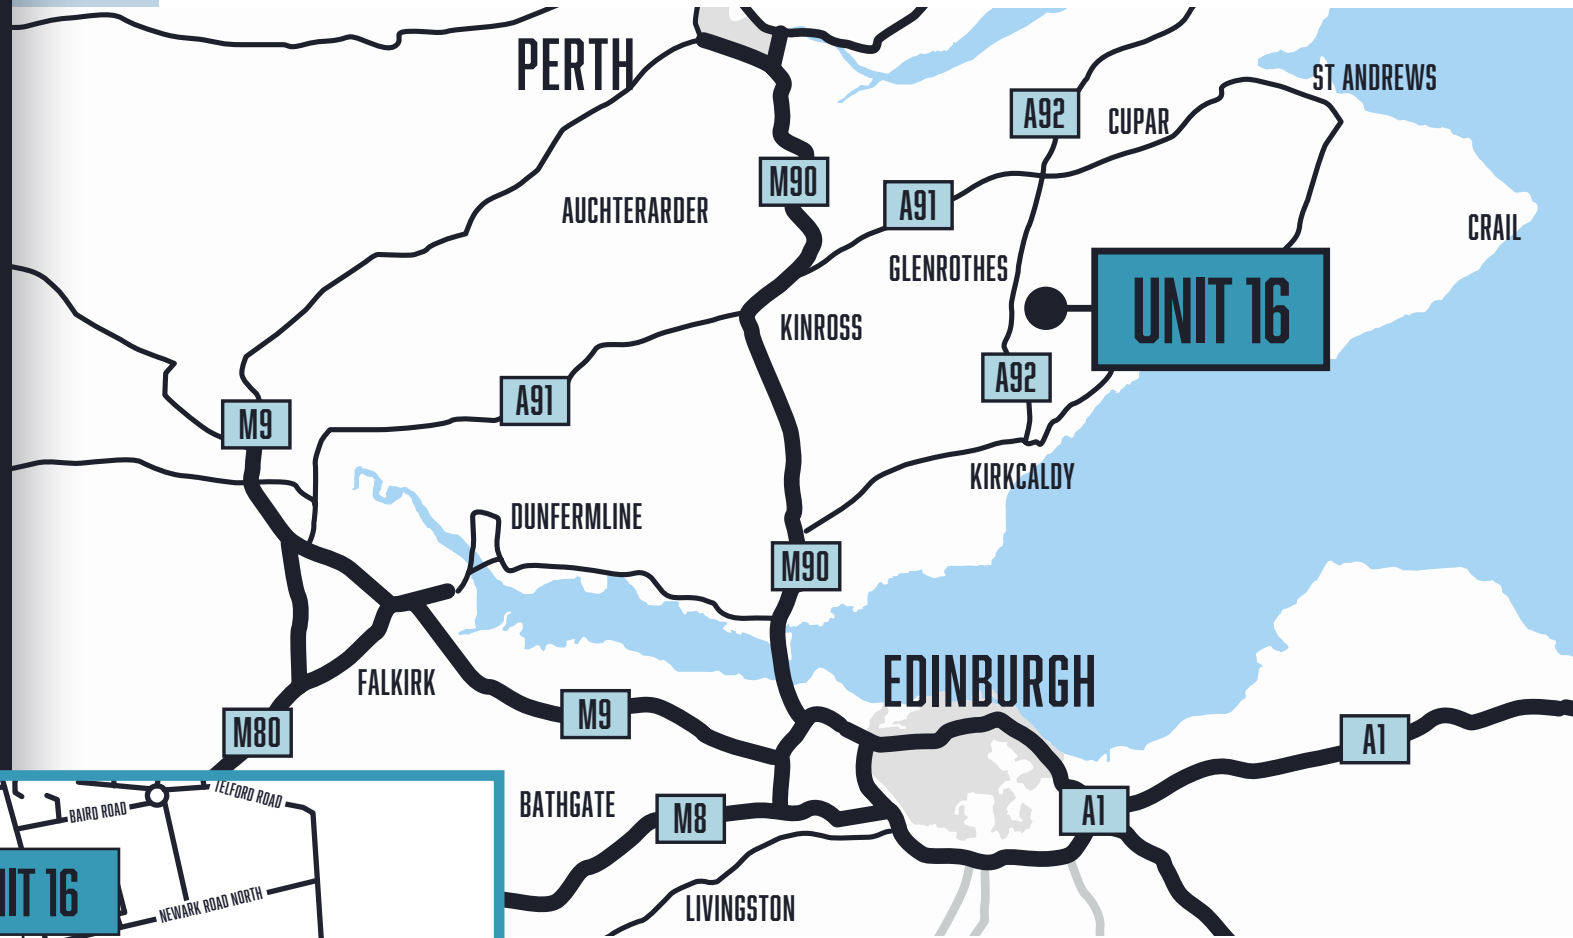 PERTH
ST ANDREWS
A92
CUPAR
M90
A91
AUCHTERARDER
CRAIL
GLENROTHES
UNIT 16
KINROSS
A92
A91
M9
KIRKCALDY
DUNFERMLINE
M90
EDINBURGH
FALKIRK
M9
M80
A1
BATHGATE
M8
A1
TELFORD ROAD
BAIRD ROAD
NEWARK ROAD NORTH
NIT 16
LIVINGSTON